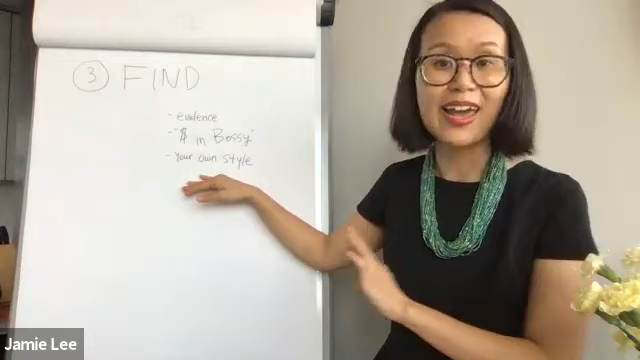 ③ FIND
- evidence
- "$ in Bossy"
- Your own style
Jamie Lee